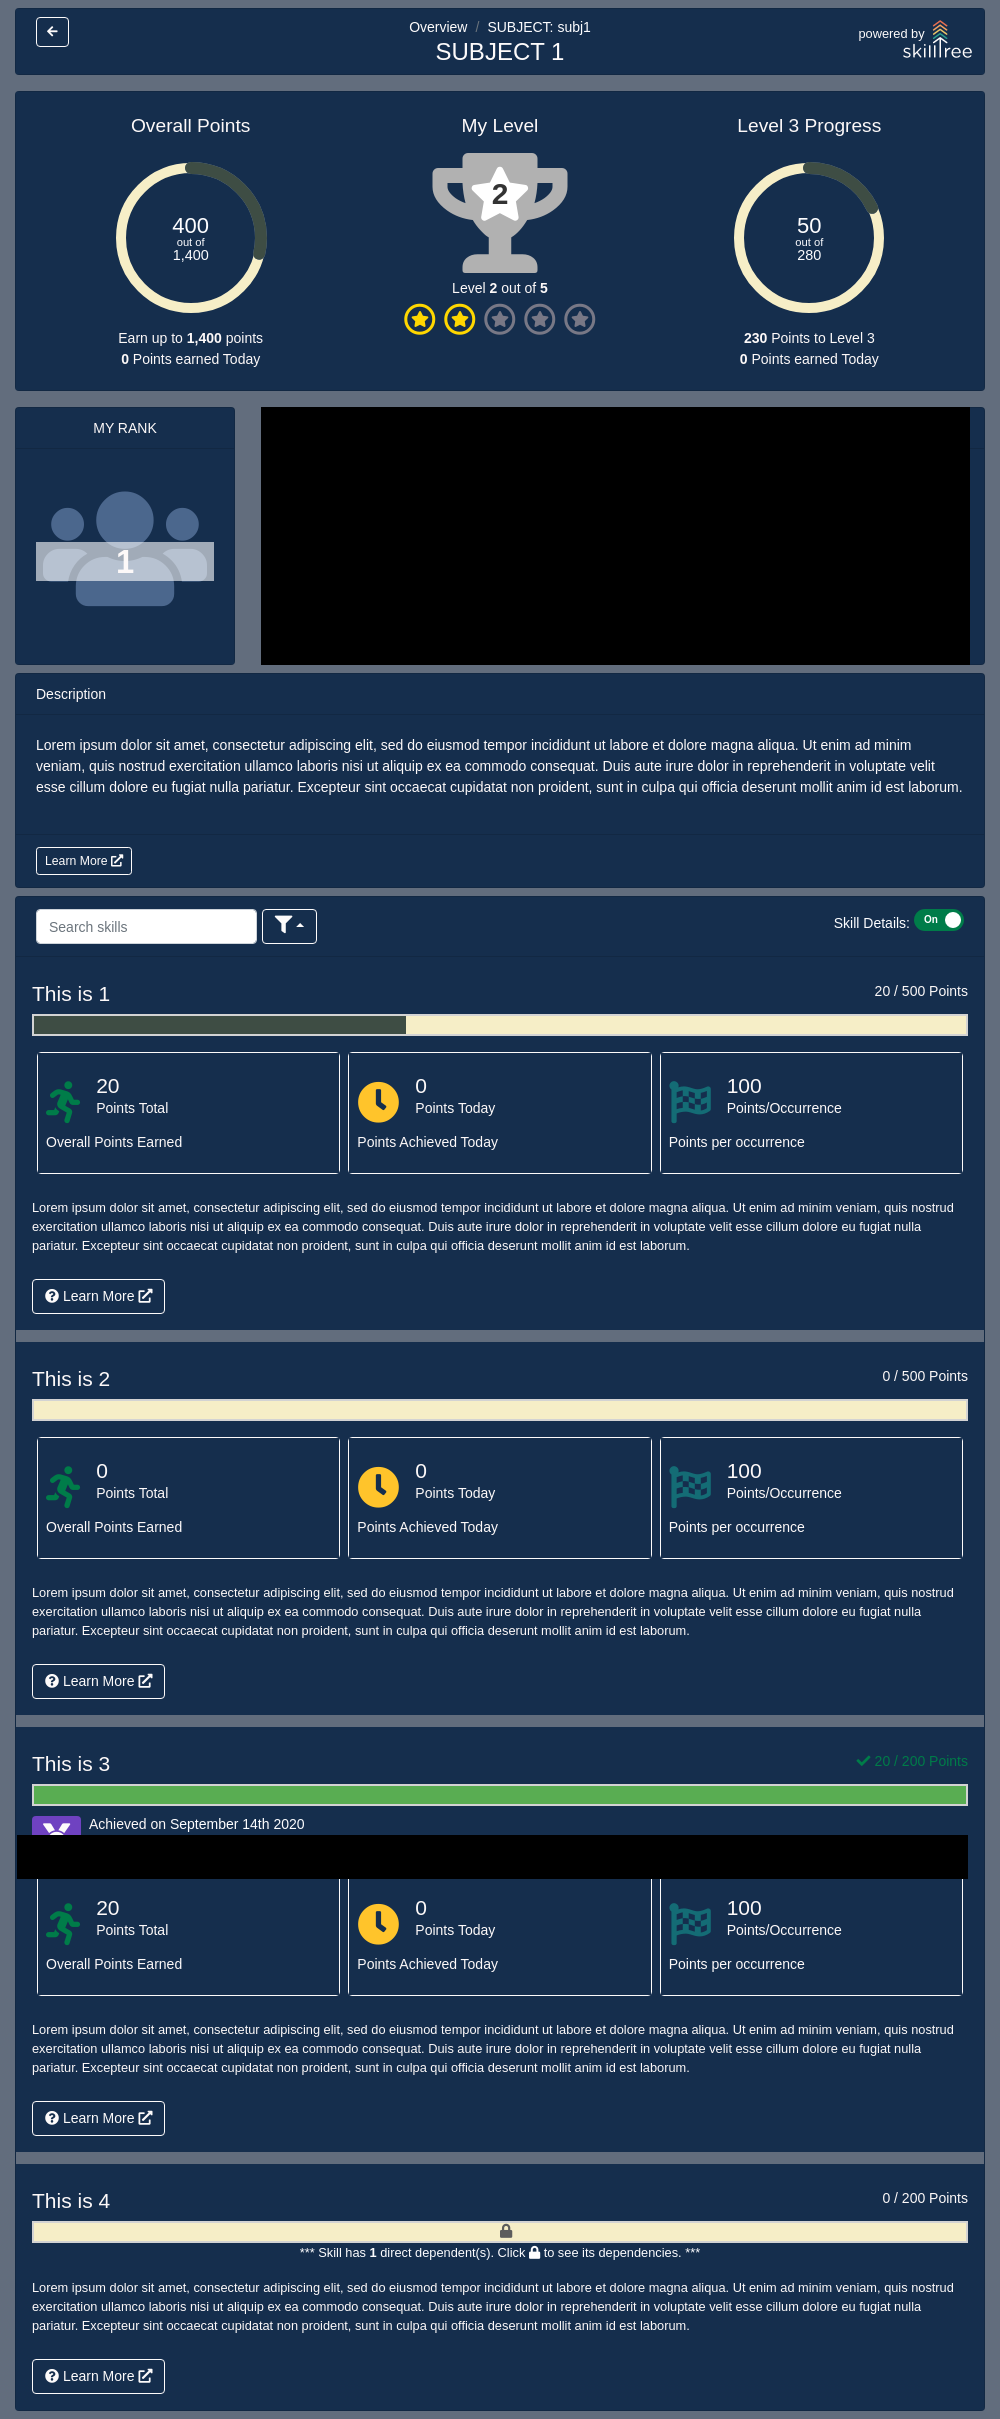 Overview / SUBJECT: subj1
SUBJECT 1
powered by
skilltree
Overall Points
400
out of
1,400
Earn up to 1,400 points
0 Points earned Today
My Level
2
Level 2 out of 5
Level 3 Progress
50
out of
280
230 Points to Level 3
0 Points earned Today
MY RANK
1
Description
Lorem ipsum dolor sit amet, consectetur adipiscing elit, sed do eiusmod tempor incididunt ut labore et dolore magna aliqua. Ut enim ad minim
veniam, quis nostrud exercitation ullamco laboris nisi ut aliquip ex ea commodo consequat. Duis aute irure dolor in reprehenderit in voluptate velit
esse cillum dolore eu fugiat nulla pariatur. Excepteur sint occaecat cupidatat non proident, sunt in culpa qui officia deserunt mollit anim id est laborum.
Learn More
Search skills
Skill Details: On
This is 1
20 / 500 Points
20
Points Total
Overall Points Earned
0
Points Today
Points Achieved Today
100
Points/Occurrence
Points per occurrence
Lorem ipsum dolor sit amet, consectetur adipiscing elit, sed do eiusmod tempor incididunt ut labore et dolore magna aliqua. Ut enim ad minim veniam, quis nostrud
exercitation ullamco laboris nisi ut aliquip ex ea commodo consequat. Duis aute irure dolor in reprehenderit in voluptate velit esse cillum dolore eu fugiat nulla
pariatur. Excepteur sint occaecat cupidatat non proident, sunt in culpa qui officia deserunt mollit anim id est laborum.
Learn More
This is 2
0 / 500 Points
0
Points Total
Overall Points Earned
0
Points Today
Points Achieved Today
100
Points/Occurrence
Points per occurrence
Lorem ipsum dolor sit amet, consectetur adipiscing elit, sed do eiusmod tempor incididunt ut labore et dolore magna aliqua. Ut enim ad minim veniam, quis nostrud
exercitation ullamco laboris nisi ut aliquip ex ea commodo consequat. Duis aute irure dolor in reprehenderit in voluptate velit esse cillum dolore eu fugiat nulla
pariatur. Excepteur sint occaecat cupidatat non proident, sunt in culpa qui officia deserunt mollit anim id est laborum.
Learn More
This is 3
20 / 200 Points
Achieved on September 14th 2020
20
Points Total
Overall Points Earned
0
Points Today
Points Achieved Today
100
Points/Occurrence
Points per occurrence
Lorem ipsum dolor sit amet, consectetur adipiscing elit, sed do eiusmod tempor incididunt ut labore et dolore magna aliqua. Ut enim ad minim veniam, quis nostrud
exercitation ullamco laboris nisi ut aliquip ex ea commodo consequat. Duis aute irure dolor in reprehenderit in voluptate velit esse cillum dolore eu fugiat nulla
pariatur. Excepteur sint occaecat cupidatat non proident, sunt in culpa qui officia deserunt mollit anim id est laborum.
Learn More
This is 4
0 / 200 Points
*** Skill has 1 direct dependent(s). Click to see its dependencies. ***
Lorem ipsum dolor sit amet, consectetur adipiscing elit, sed do eiusmod tempor incididunt ut labore et dolore magna aliqua. Ut enim ad minim veniam, quis nostrud
exercitation ullamco laboris nisi ut aliquip ex ea commodo consequat. Duis aute irure dolor in reprehenderit in voluptate velit esse cillum dolore eu fugiat nulla
pariatur. Excepteur sint occaecat cupidatat non proident, sunt in culpa qui officia deserunt mollit anim id est laborum.
Learn More